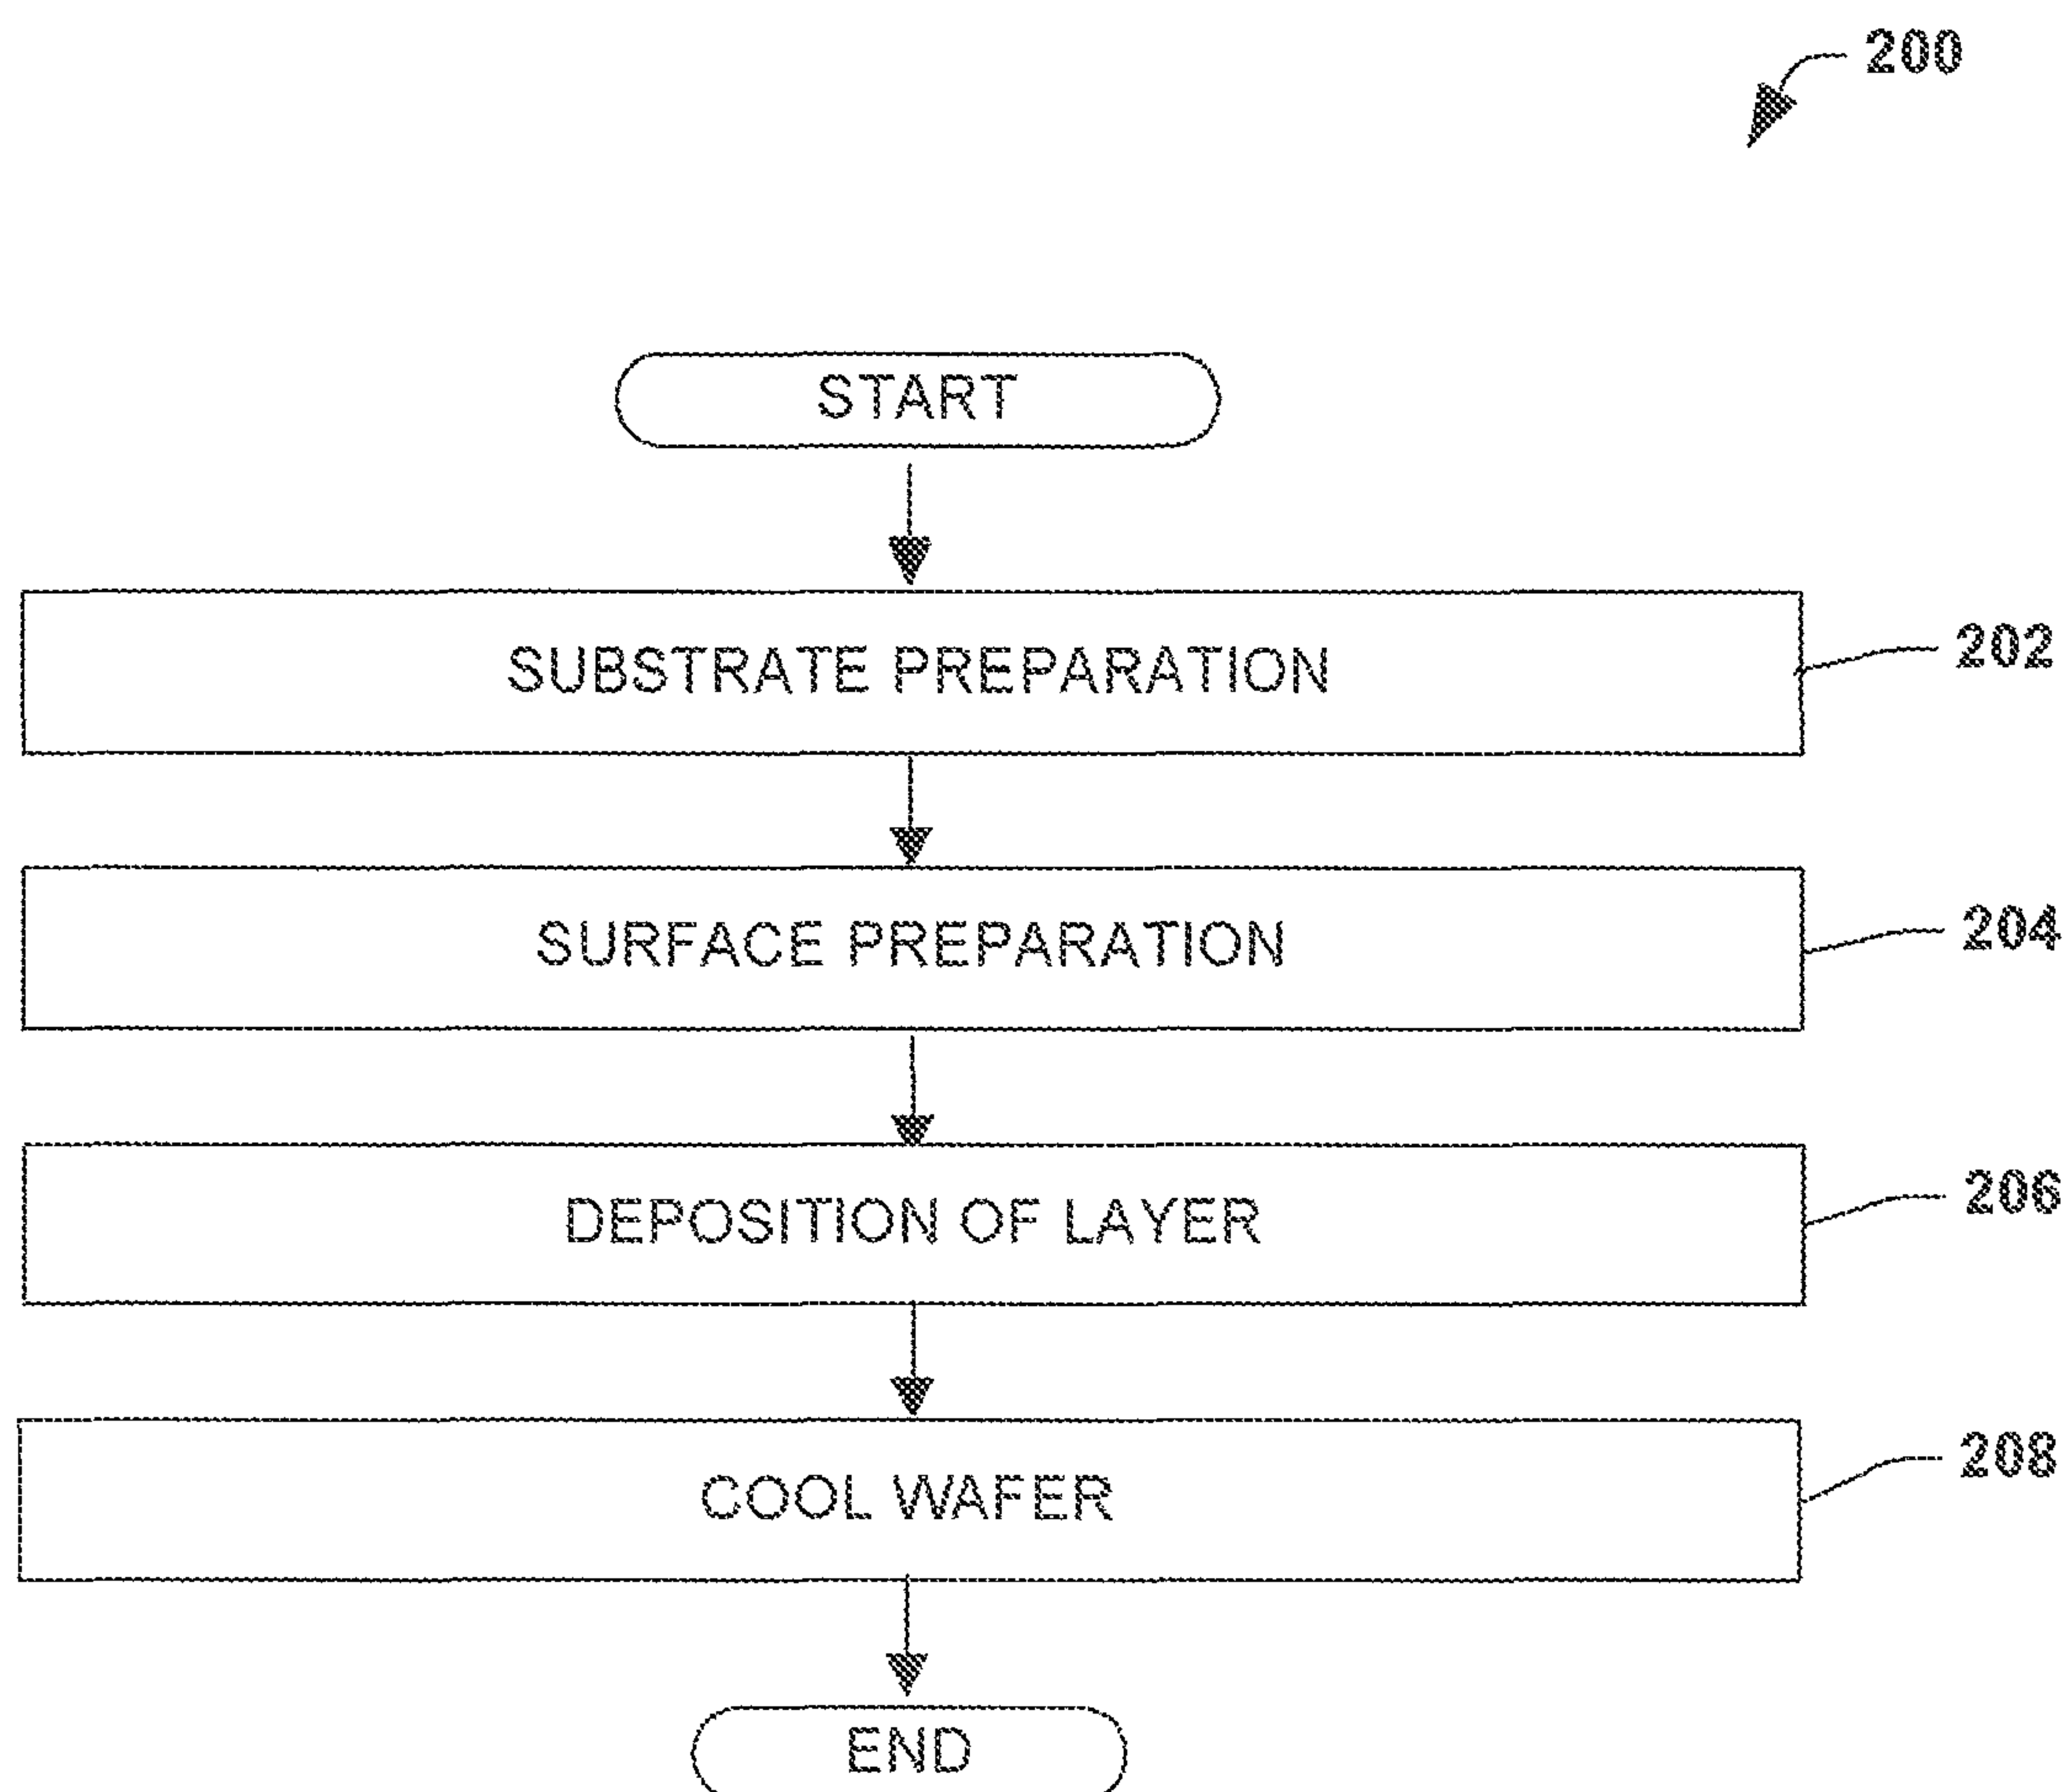 200
START
SUBSTRATE PREPARATION
202
SURFACE PREPARATION
204
DEPOSITION OF LAYER
206
COOL WAFER
208
END